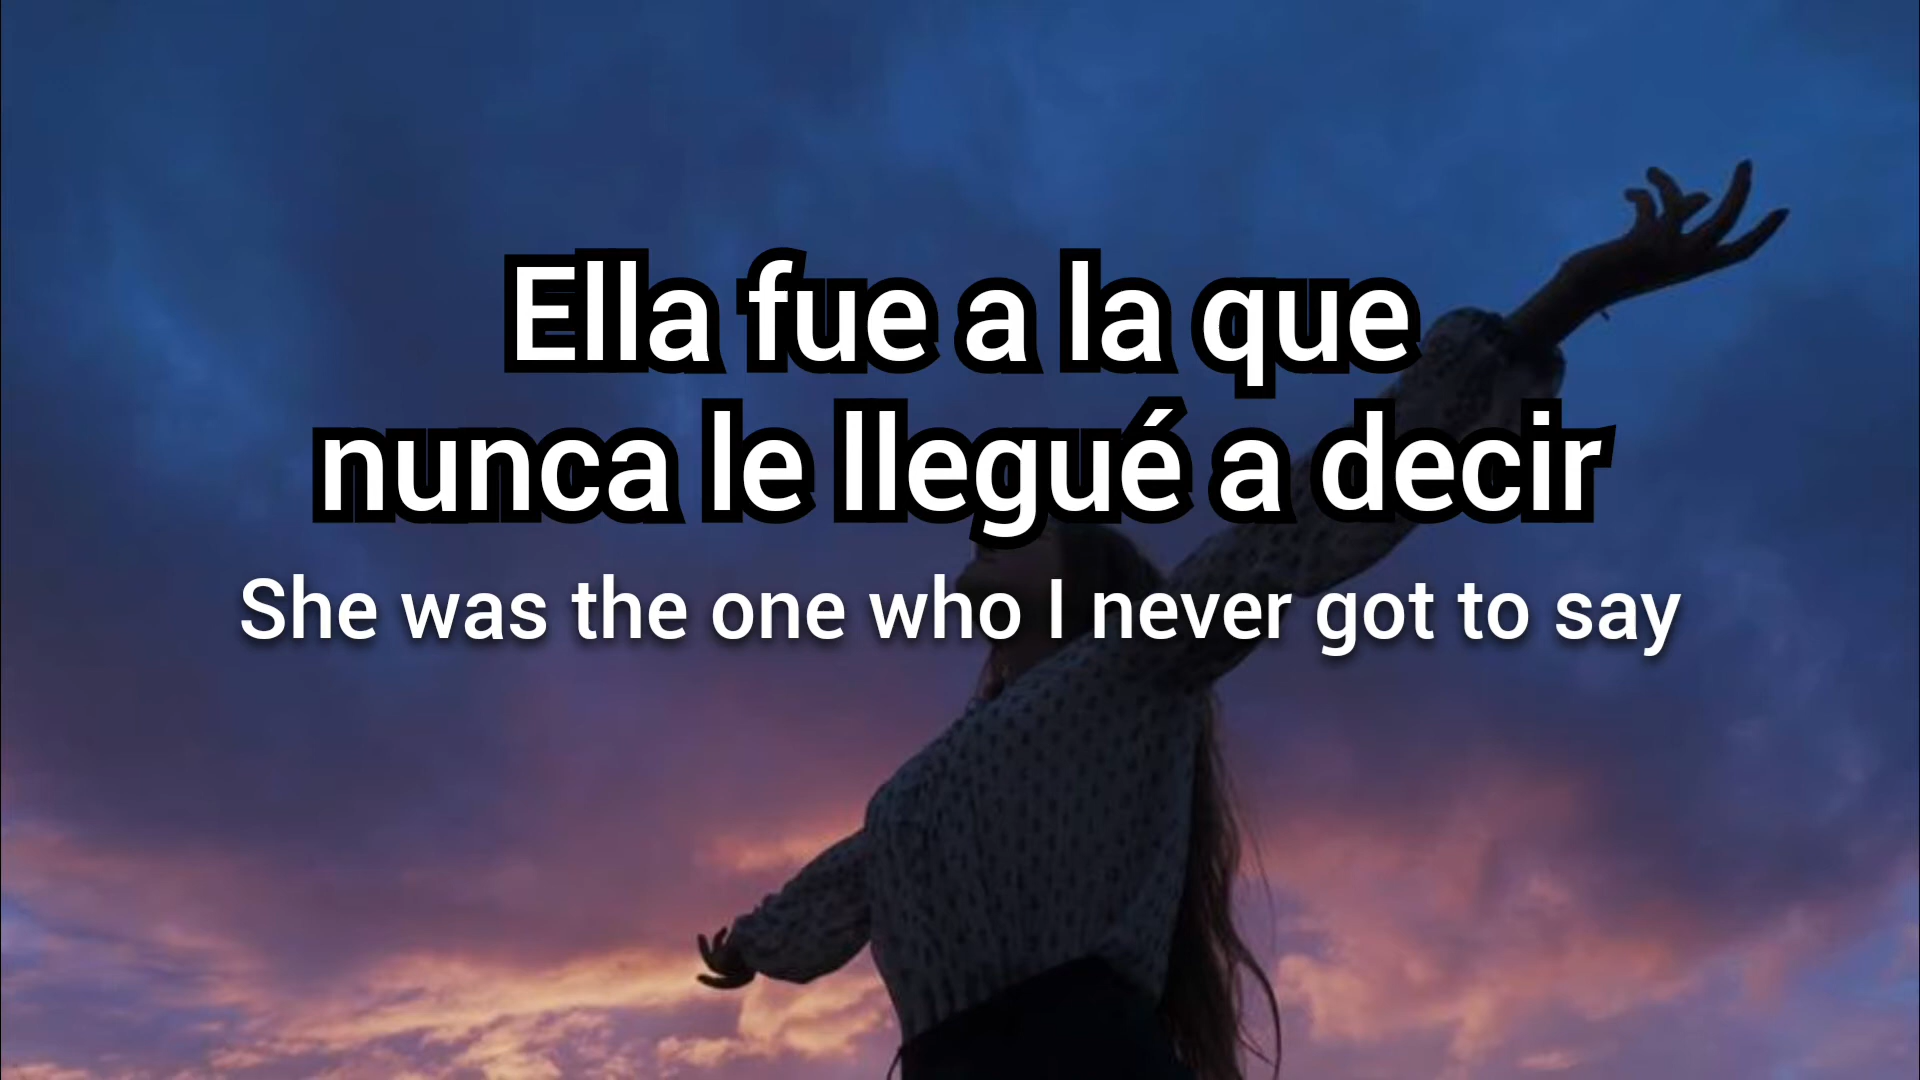 Ella fue a la que
nunca le llegué a decir
She was the one who I never got to say